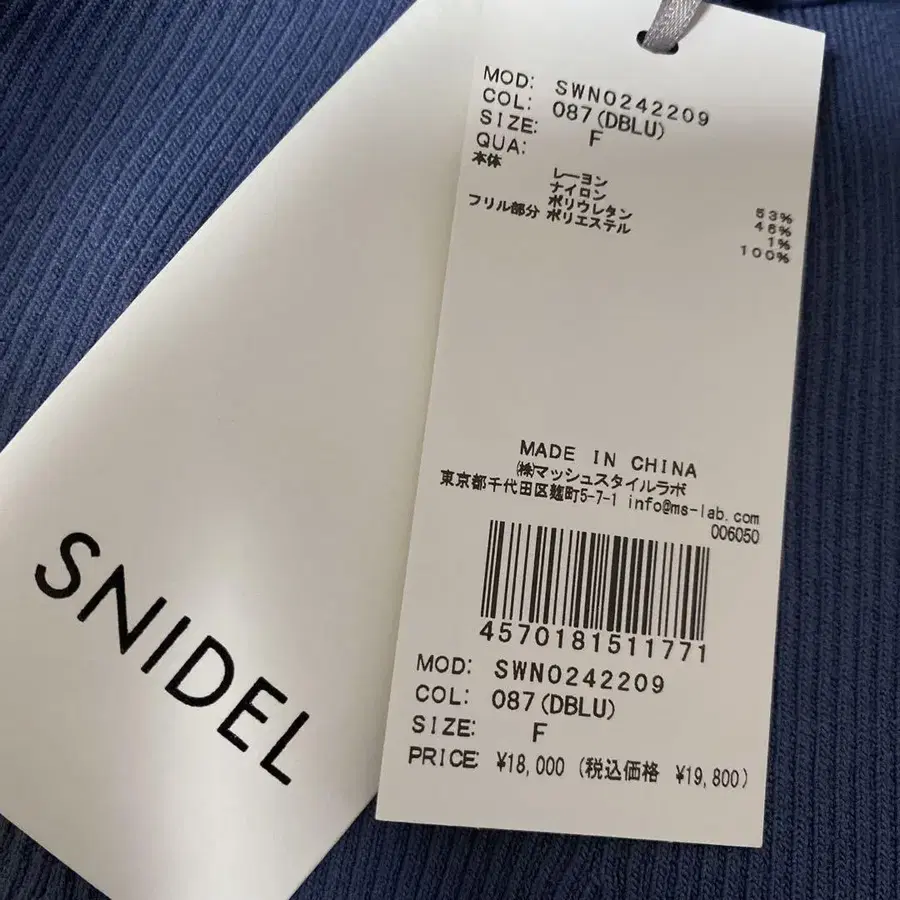 SNIDEL
MOD: SWN0242209
COL: 087(DBLU)
SIZE: F
QUA:
本体 レーヨン 53%
ナイロン 46%
ポリウレタン 1%
フリル部分 ポリエステル 100%
MADE IN CHINA
㈱マッシュスタイルラボ
東京都千代田区麹町5-7-1 info@ms-lab.com
006050
4570181511771
MOD: SWN0242209
COL: 087(DBLU)
SIZE: F
PRICE: ¥18,000 (税込価格 ¥19,800)